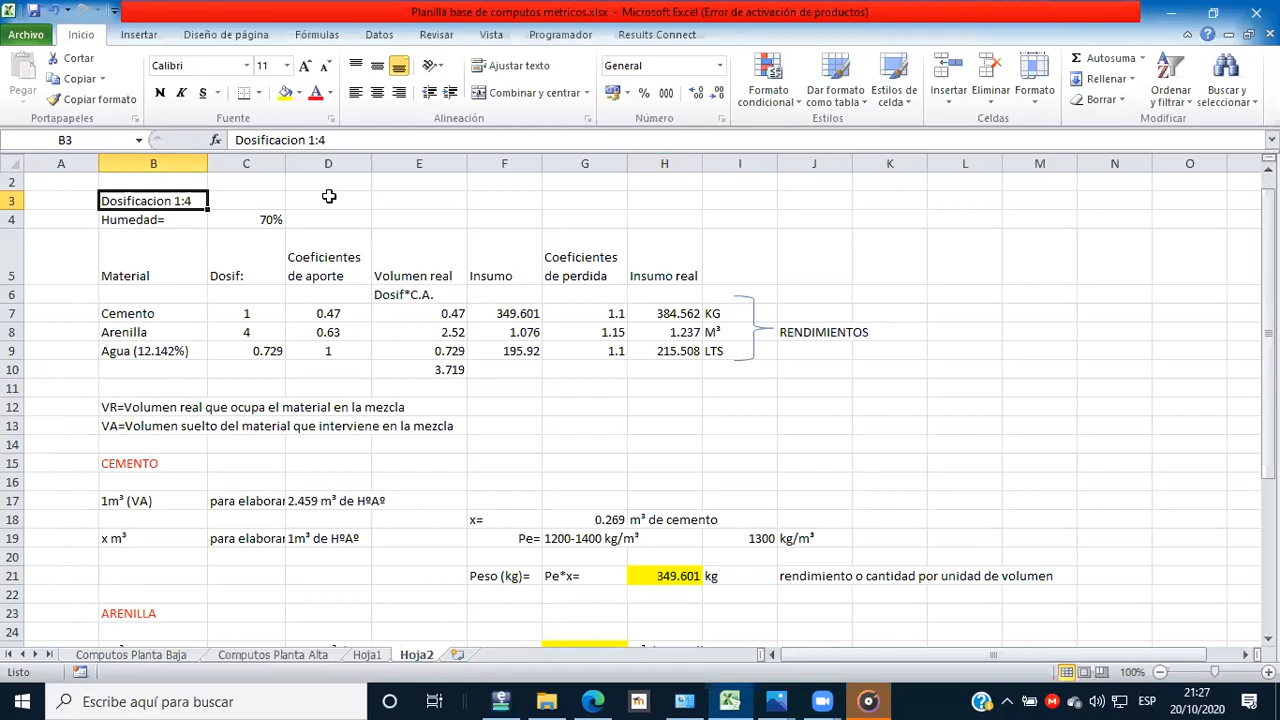 Planilla base de computos metricos.xlsx - Microsoft Excel (Error de activación de productos)
Archivo Inicio Insertar Diseño de página Fórmulas Datos Revisar Vista Programador Results Connect
Pegar Cortar Copiar Copiar formato
Calibri 11 N K S
Ajustar texto
Combinar y centrar
General
% 000
Formato condicional Dar formato como tabla Estilos de celda
Insertar Eliminar Formato
Autosuma Rellenar Borrar
Ordenar y filtrar Buscar y seleccionar
Portapapeles Fuente Alineación Número Estilos Celdas Modificar
B3 fx Dosificacion 1:4
A B C D E F G H I J K L M N O
2
3 Dosificacion 1:4
4 Humedad= 70%
5 Material Dosif: Coeficientes de aporte Volumen real Insumo Coeficientes de perdida Insumo real
6 Dosif*C.A.
7 Cemento 1 0.47 0.47 349.601 1.1 384.562 KG
8 Arenilla 4 0.63 2.52 1.076 1.15 1.237 M³ RENDIMIENTOS
9 Agua (12.142%) 0.729 1 0.729 195.92 1.1 215.508 LTS
10 3.719
11
12 VR=Volumen real que ocupa el material en la mezcla
13 VA=Volumen suelto del material que interviene en la mezcla
14
15 CEMENTO
16
17 1m³ (VA) para elaborar 2.459 m³ de HºAº
18 x= 0.269 m³ de cemento
19 x m³ para elaborar 1m³ de HºAº Pe= 1200-1400 kg/m³ 1300 kg/m³
20
21 Peso (kg)= Pe*x= 349.601 kg rendimiento o cantidad por unidad de volumen
22
23 ARENILLA
24
Computos Planta Baja Computos Planta Alta Hoja1 Hoja2
Listo 100%
Escribe aquí para buscar
ESP 21:27
20/10/2020